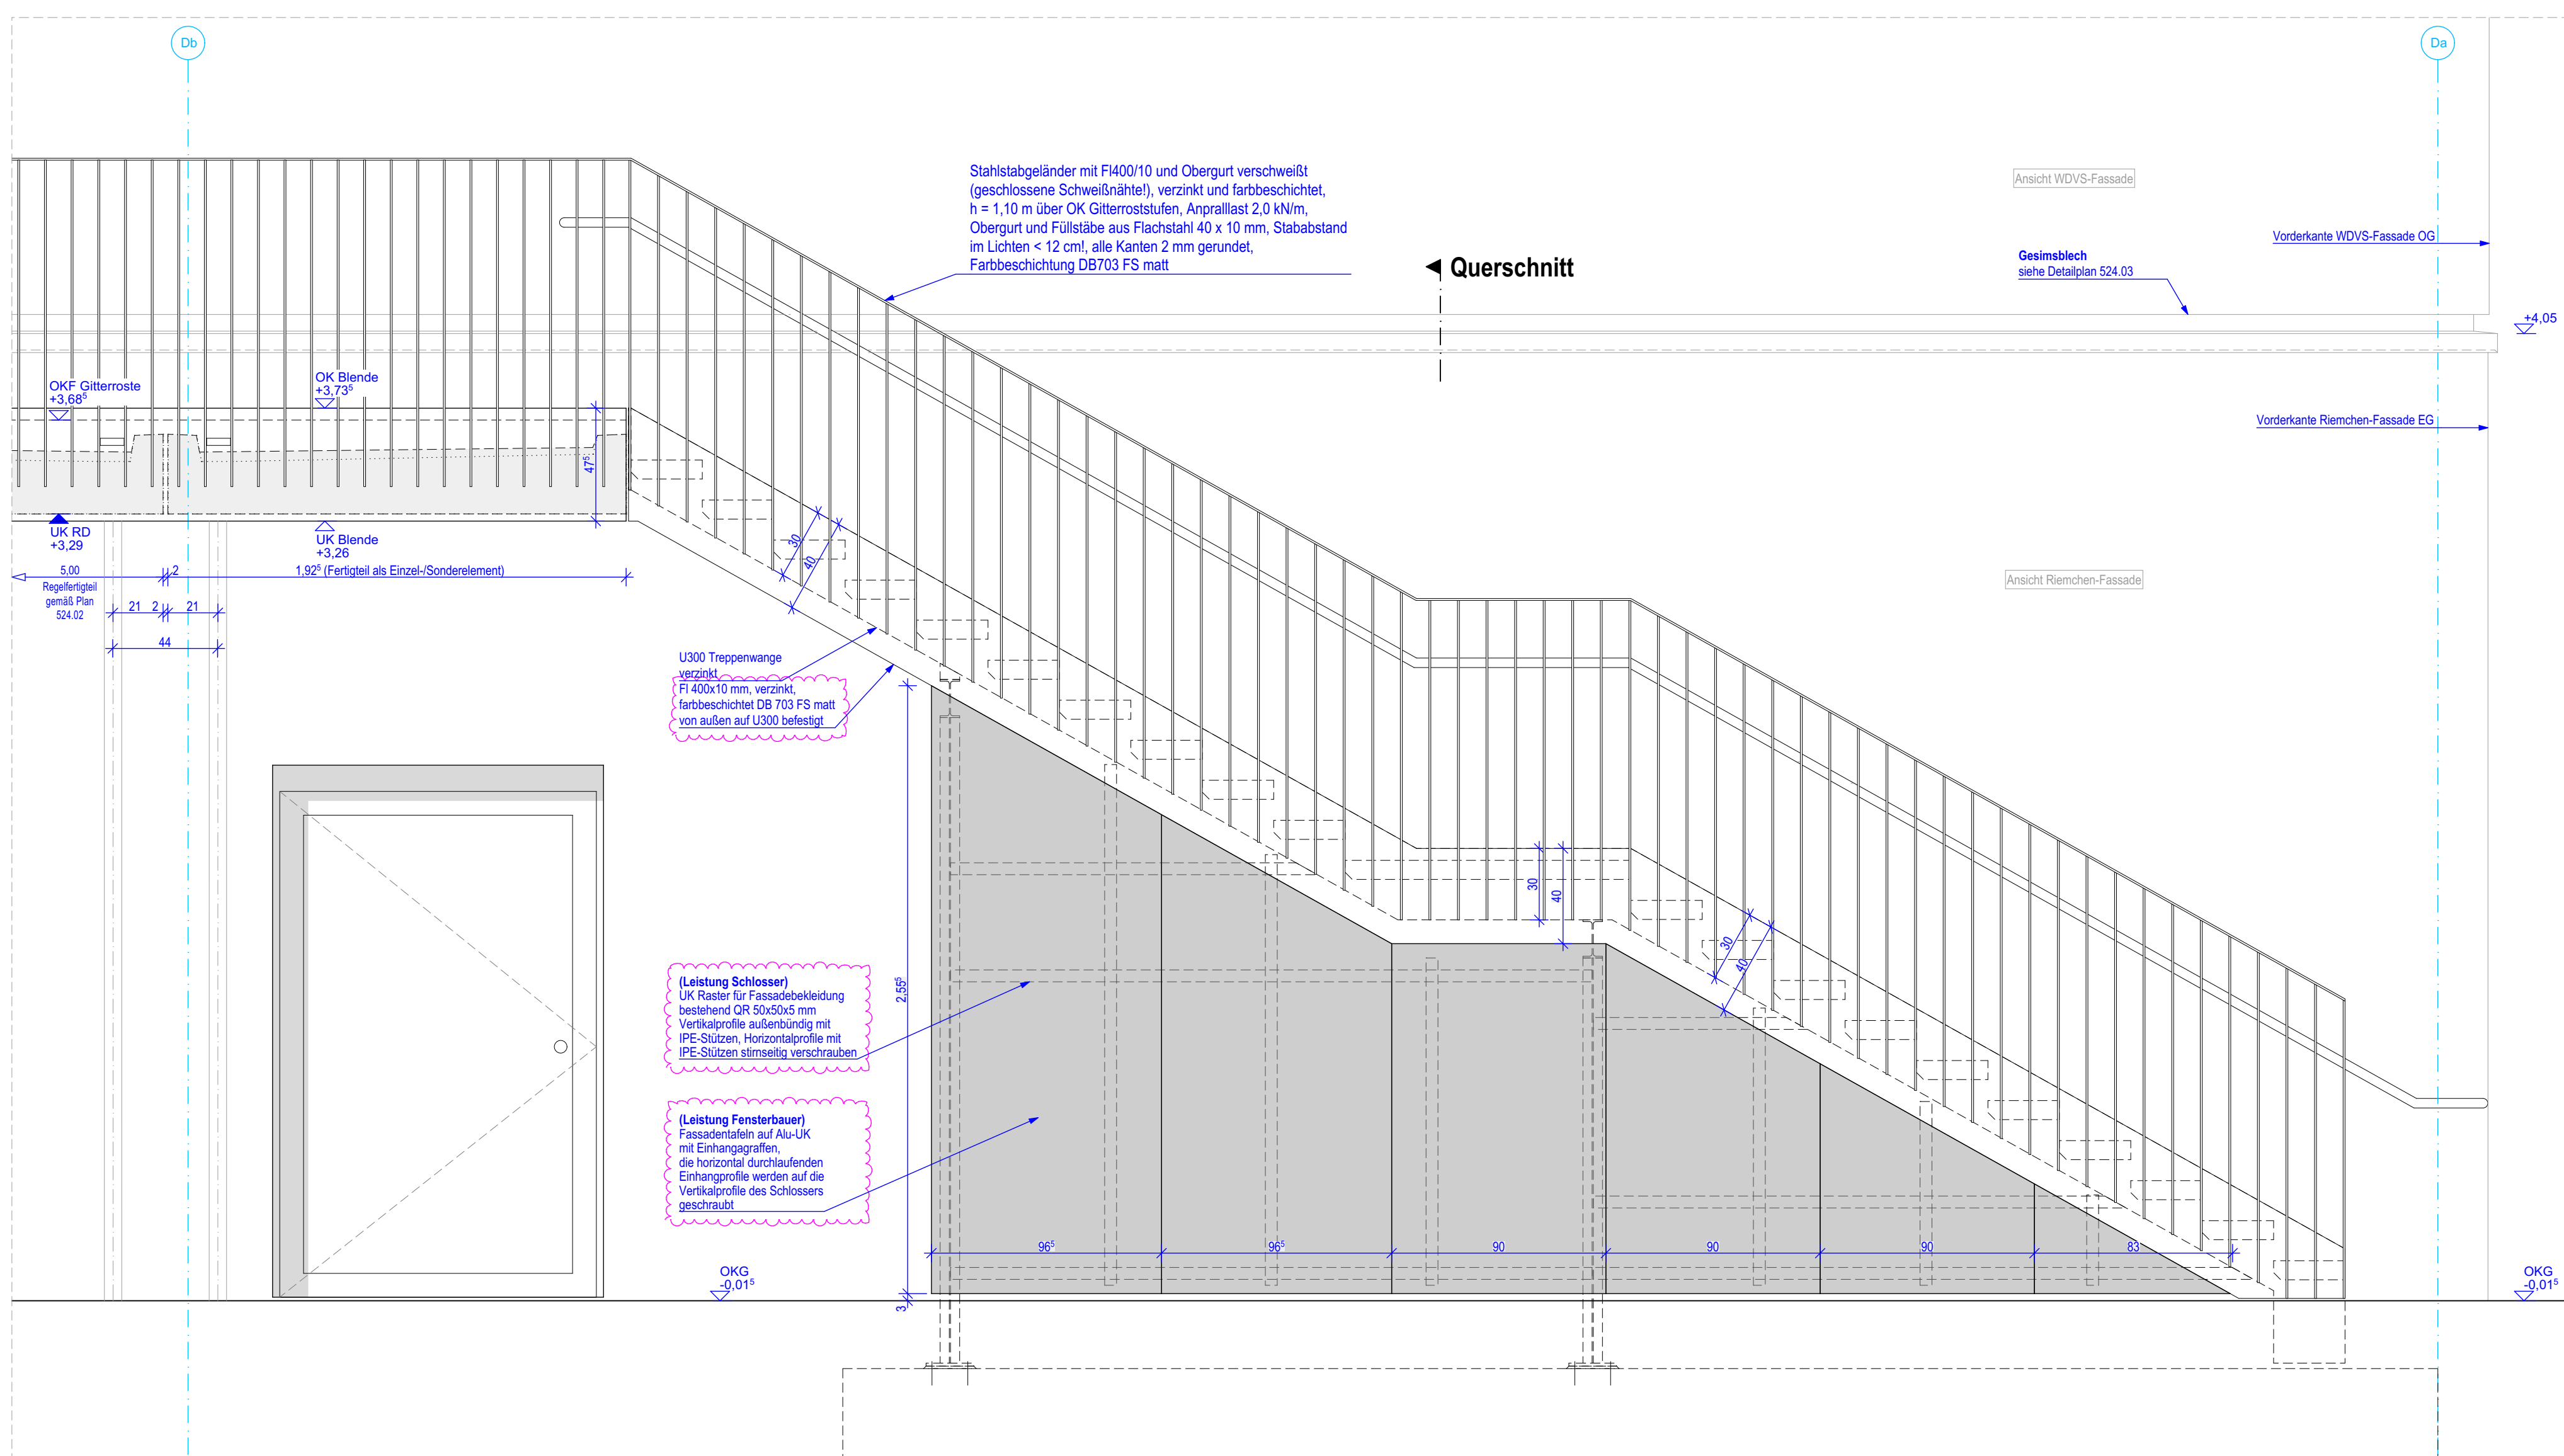 Db
Da
Stahlstabgeländer mit Fl400/10 und Obergurt verschweißt
(geschlossene Schweißnähte!), verzinkt und farbbeschichtet,
h = 1,10 m über OK Gitterroststufen, Anpralllast 2,0 kN/m,
Obergurt und Füllstäbe aus Flachstahl 40 x 10 mm, Stababstand
im Lichten < 12 cm!, alle Kanten 2 mm gerundet,
Farbbeschichtung DB703 FS matt
Querschnitt
Ansicht WDVS-Fassade
Vorderkante WDVS-Fassade OG
Gesimsblech
siehe Detailplan 524.03
+4,05
OKF Gitterroste
+3,68⁵
OK Blende
+3,73⁵
Vorderkante Riemchen-Fassade EG
47⁵
UK RD
+3,29
UK Blende
+3,26
30
40
5,00
2
1,92⁵ (Fertigteil als Einzel-/Sonderelement)
Regelfertigteil
gemäß Plan
524.02
21
2
21
44
Ansicht Riemchen-Fassade
U300 Treppenwange
verzinkt
Fl 400x10 mm, verzinkt,
farbbeschichtet DB 703 FS matt
von außen auf U300 befestigt
30
40
30
40
2,55⁵
(Leistung Schlosser)
UK Raster für Fassadebekleidung
bestehend QR 50x50x5 mm
Vertikalprofile außenbündig mit
IPE-Stützen, Horizontalprofile mit
IPE-Stützen stirnseitig verschrauben
(Leistung Fensterbauer)
Fassadentafeln auf Alu-UK
mit Einhangagraffen,
die horizontal durchlaufenden
Einhangprofile werden auf die
Vertikalprofile des Schlossers
geschraubt
96⁵
96⁵
90
90
90
83
3
OKG
-0,01⁵
OKG
-0,01⁵